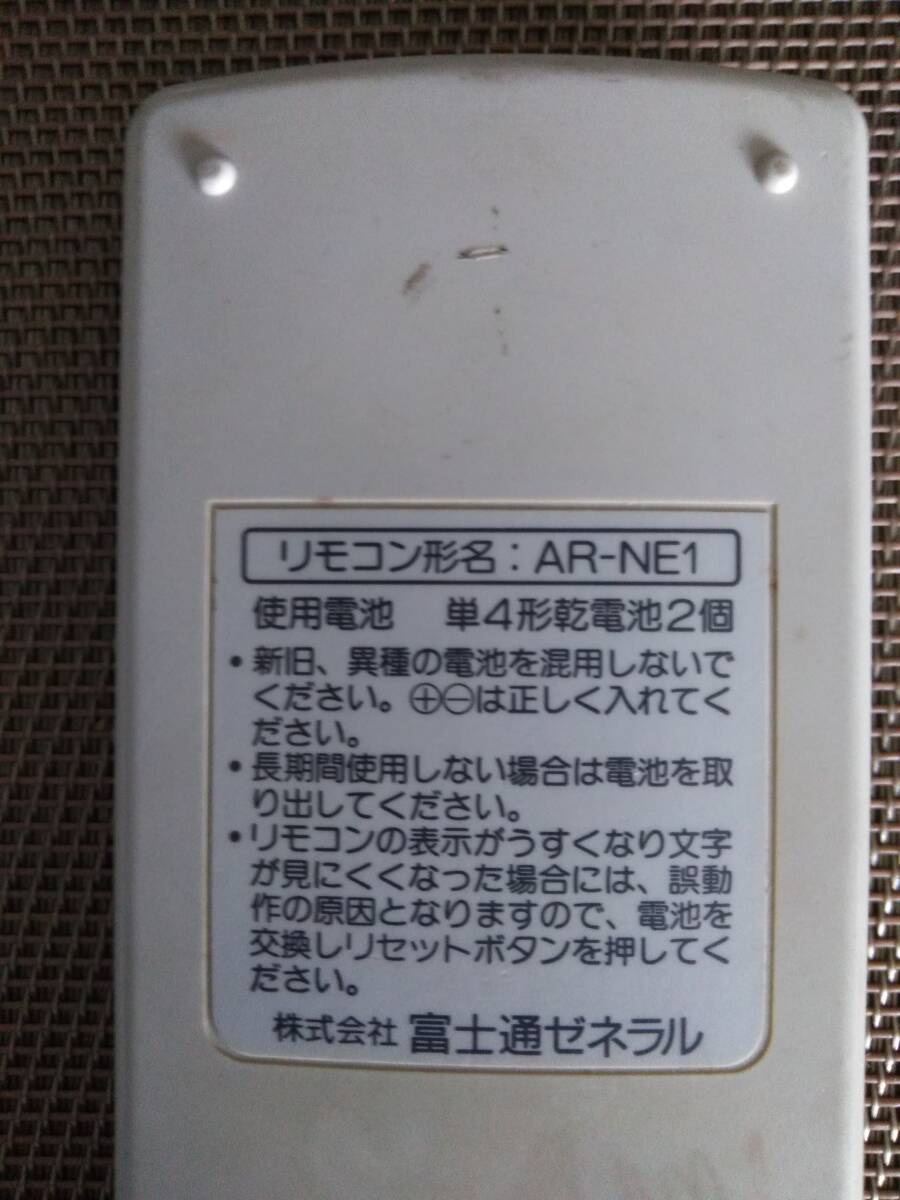 リモコン形名：AR-NE1
使用電池　単4形乾電池2個
•新旧、異種の電池を混用しないで
ください。⊕⊖は正しく入れてく
ださい。
•長期間使用しない場合は電池を取
り出してください。
•リモコンの表示がうすくなり文字
が見にくくなった場合には、誤動
作の原因となりますので、電池を
交換しリセットボタンを押してく
ださい。
株式会社 富士通ゼネラル